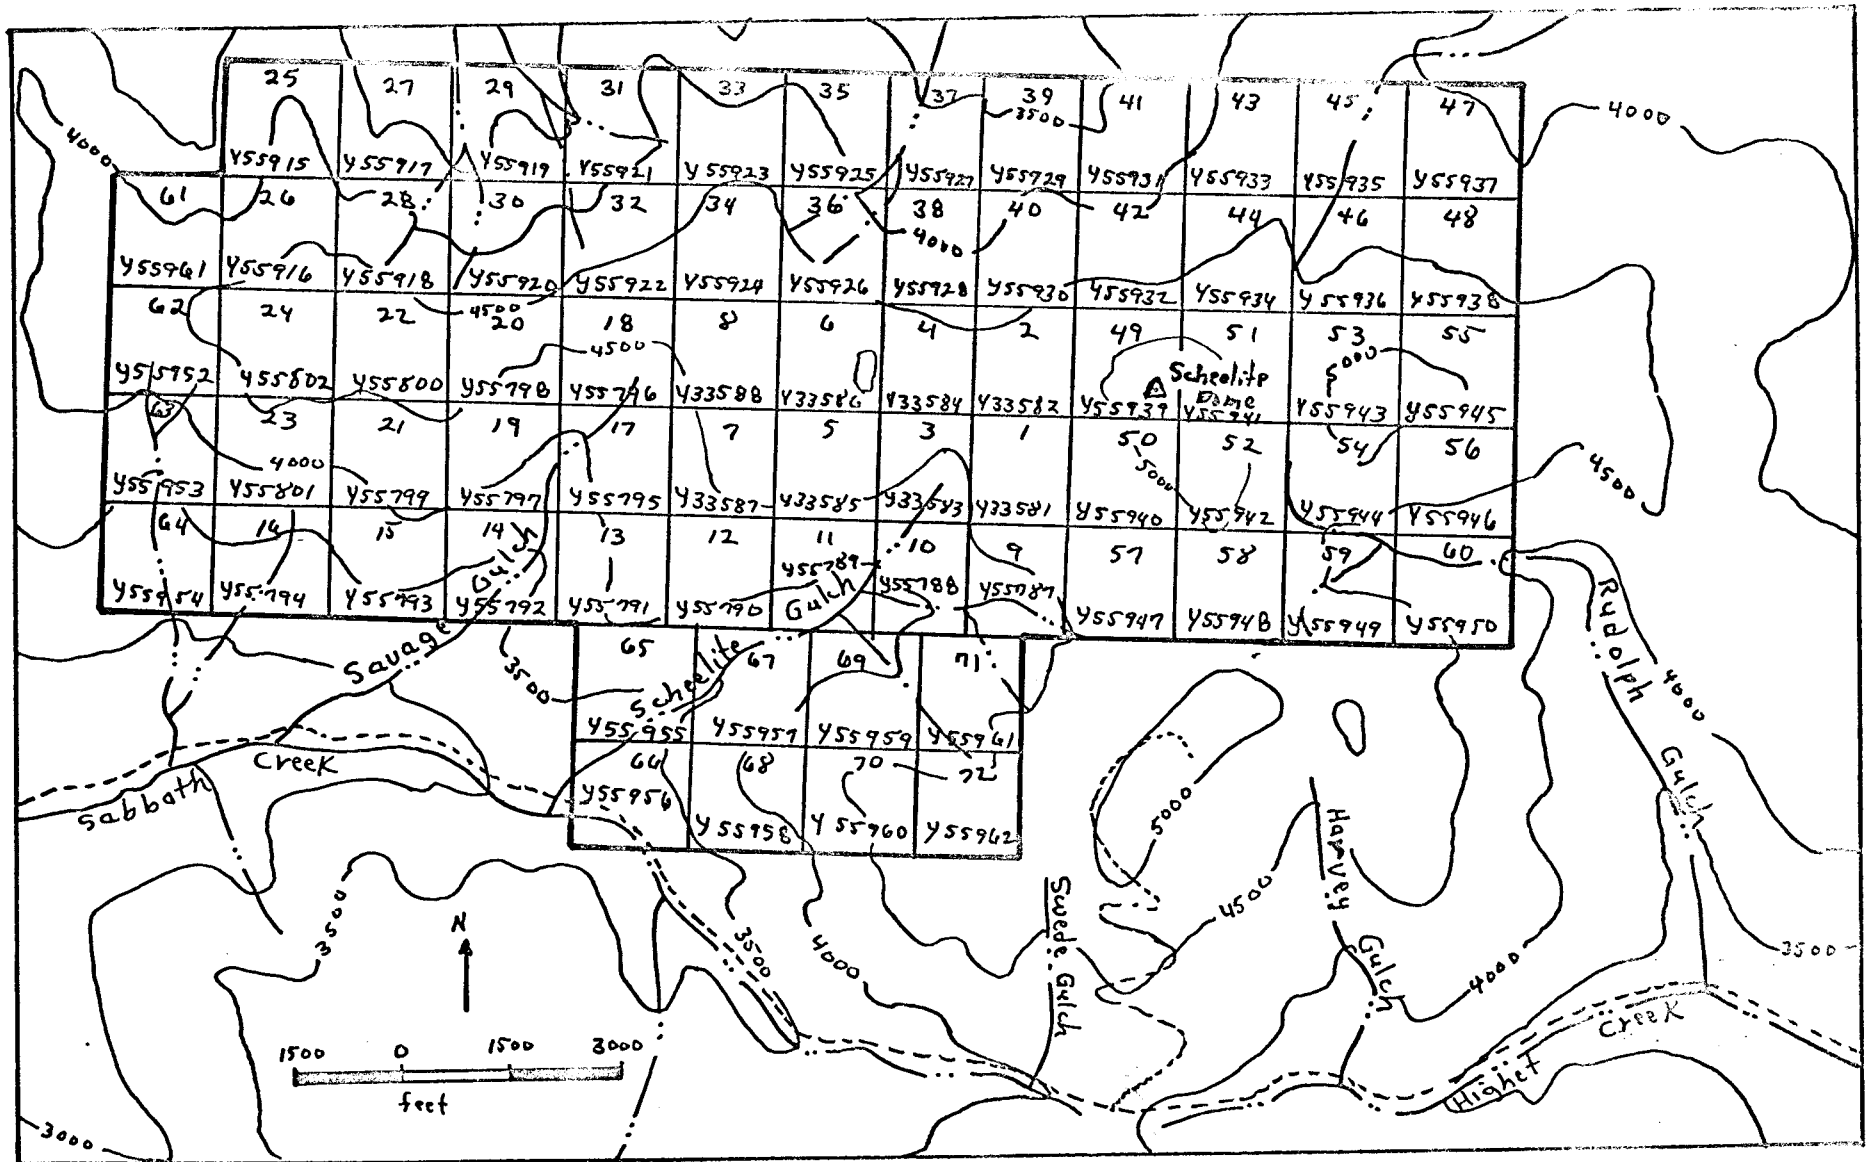 25 27 29 31 33 35 37 39 41 43 45 47
3500
4000
4000
Y55915 Y55917 Y55919 Y55921 Y55923 Y55925 Y55927 Y55929 Y55931 Y55933 Y55935 Y55937
61 26 28 30 32 34 36 38 40 42 44 46 48
4000
Y55961 Y55916 Y55918 Y55920 Y55922 Y55924 Y55926 Y55928 Y55930 Y55932 Y55934 Y55936 Y55938
62 24 22 20 18 8 6 4 2 49 51 53 55
4500
4500
5000
Scheelite
Dome
Y55952 Y55802 Y55800 Y55798 Y55796 Y33588 Y33586 Y33584 Y33582 Y55939 Y55941 Y55943 Y55945
63 23 21 19 17 7 5 3 1 50 52 54 56
4000
5000
4500
Y55953 Y55801 Y55799 Y55797 Y55795 Y33587 Y33585 Y33583 Y33581 Y55940 Y55942 Y55944 Y55946
64 16 15 14 13 12 11 10 9 57 58 59 60
Y55954 Y55794 Y55793 Y55792 Y55791 Y55790 Y55789 Y55788 Y55787 Y55947 Y55948 Y55949 Y55950
Savage Gulch
Scheelite Gulch
Rudolph Gulch
65 67 69 71
3500
4000
Y55955 Y55957 Y55959 Y55961
66 68 70 72
Y55956 Y55958 Y55960 Y55962
Sabbath Creek
5000
Harvey Gulch
4500
Swede Gulch
3500
3500
4000
4000
3500
N
Highet Creek
1500 0 1500 3000
feet
3000